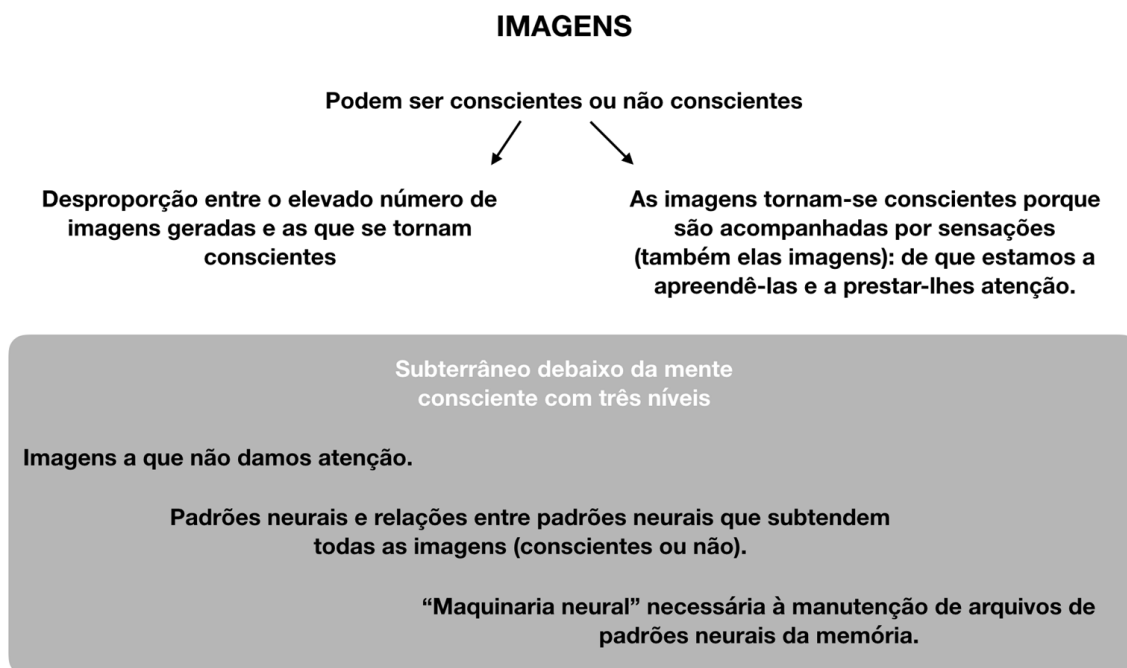 IMAGENS
Podem ser conscientes ou não conscientes
Desproporção entre o elevado número de
imagens geradas e as que se tornam
conscientes
As imagens tornam-se conscientes porque
são acompanhadas por sensações
(também elas imagens): de que estamos a
apreendê-las e a prestar-lhes atenção.
Subterrâneo debaixo da mente
consciente com três níveis
Imagens a que não damos atenção.
Padrões neurais e relações entre padrões neurais que subtendem
todas as imagens (conscientes ou não).
“Maquinaria neural” necessária à manutenção de arquivos de
padrões neurais da memória.